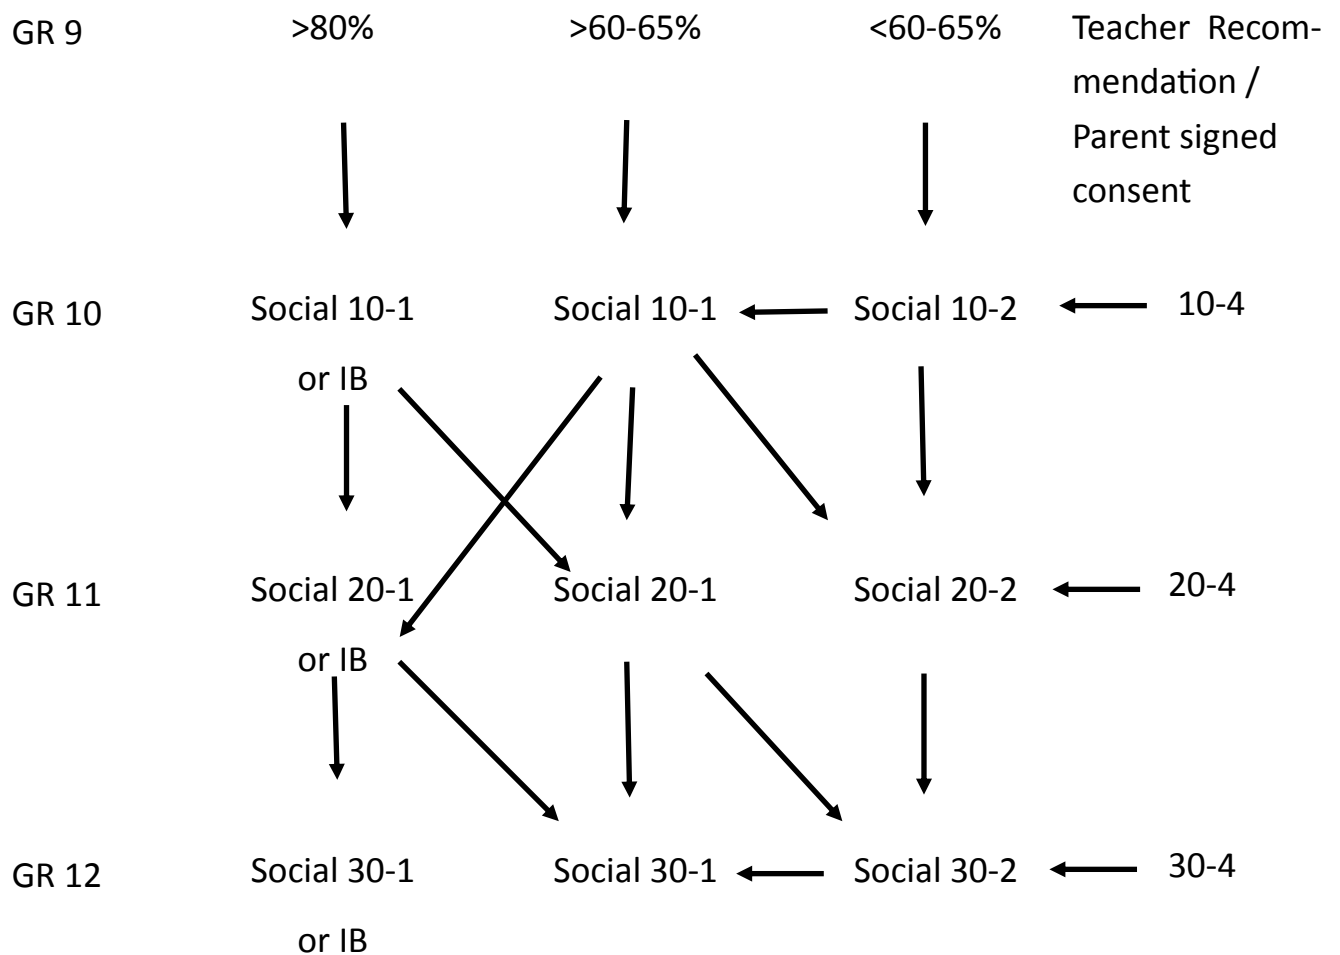 GR 9 >80% >60-65% <60-65% Teacher Recom-
mendation /
Parent signed
consent
GR 10 Social 10-1 Social 10-1 Social 10-2 10-4
or IB
GR 11 Social 20-1 Social 20-1 Social 20-2 20-4
or IB
GR 12 Social 30-1 Social 30-1 Social 30-2 30-4
or IB